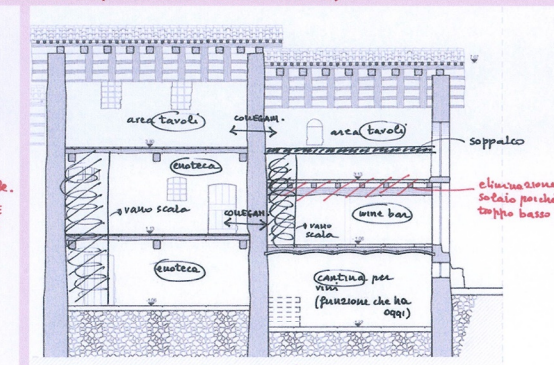 area tavoli
collegam.
area tavoli
soppalco
enoteca
eliminazione
solaio perchè
troppo basso
vano scala
collegam.
wine bar
vano
scala
enoteca
cantina per
vini
(funzione che ha
oggi)